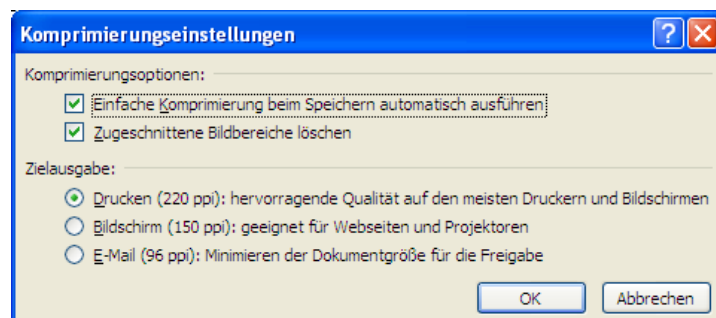 Komprimierungseinstellungen
Komprimierungsoptionen:
Einfache Komprimierung beim Speichern automatisch ausführen
Zugeschnittene Bildbereiche löschen
Zielausgabe:
Drucken (220 ppi): hervorragende Qualität auf den meisten Druckern und Bildschirmen
Bildschirm (150 ppi): geeignet für Webseiten und Projektoren
E-Mail (96 ppi): Minimieren der Dokumentgröße für die Freigabe
OK Abbrechen